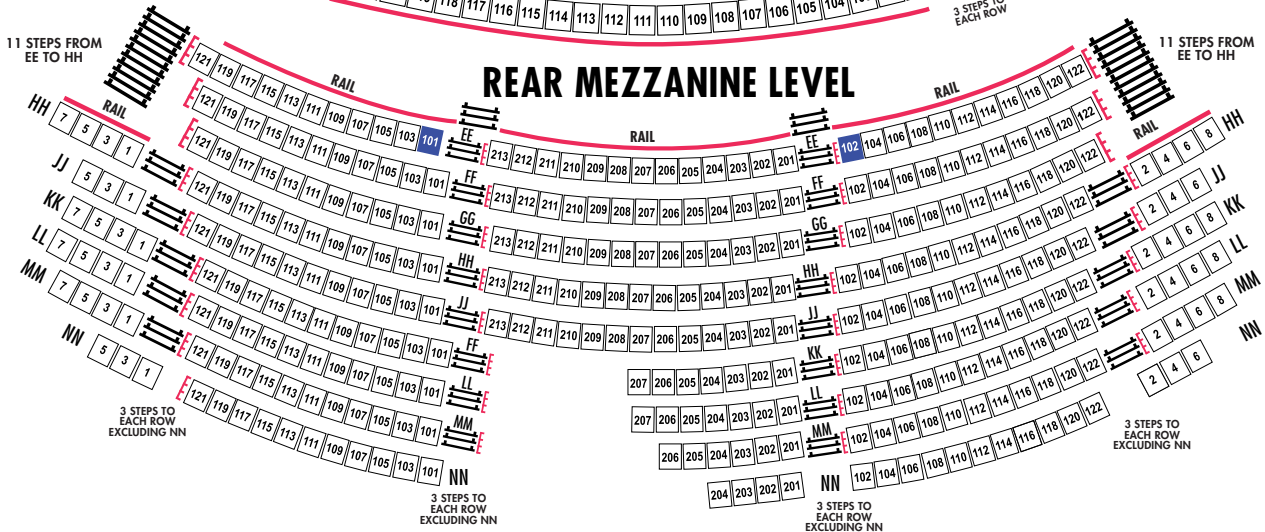 118 117 116 115 114 113 112 111 110 109 108 107 106 105 104
3 STEPS TO
EACH ROW
11 STEPS FROM
EE TO HH
REAR MEZZANINE LEVEL
11 STEPS FROM
EE TO HH
RAIL
RAIL
RAIL
RAIL
RAIL
121 119 117 115 113 111 109 107 105 103 101 EE 213 212 211 210 209 208 207 206 205 204 203 202 201 EE 102 104 106 108 110 112 114 116 118 120 122
121 119 117 115 113 111 109 107 105 103 101 FF 213 212 211 210 209 208 207 206 205 204 203 202 201 FF 102 104 106 108 110 112 114 116 118 120 122
121 119 117 115 113 111 109 107 105 103 101 GG 213 212 211 210 209 208 207 206 205 204 203 202 201 GG 102 104 106 108 110 112 114 116 118 120 122
HH 7 5 3 1 121 119 117 115 113 111 109 107 105 103 101 HH 213 212 211 210 209 208 207 206 205 204 203 202 201 HH 102 104 106 108 110 112 114 116 118 120 122 2 4 6 8 HH
JJ 5 3 1 121 119 117 115 113 111 109 107 105 103 101 JJ 213 212 211 210 209 208 207 206 205 204 203 202 201 JJ 102 104 106 108 110 112 114 116 118 120 122 2 4 6 JJ
KK 7 5 3 1 121 119 117 115 113 111 109 107 105 103 101 FF 207 206 205 204 203 202 201 KK 102 104 106 108 110 112 114 116 118 120 122 2 4 6 8 KK
LL 7 5 3 1 121 119 117 115 113 111 109 107 105 103 101 LL 207 206 205 204 203 202 201 LL 102 104 106 108 110 112 114 116 118 120 122 2 4 6 8 LL
MM 7 5 3 1 121 119 117 115 113 111 109 107 105 103 101 MM 206 205 204 203 202 201 MM 102 104 106 108 110 112 114 116 118 120 122 2 4 6 8 MM
NN 5 3 1 121 119 117 115 113 111 109 107 105 103 101 NN 204 203 202 201 NN 102 104 106 108 110 112 114 116 118 120 122 2 4 6 NN
3 STEPS TO
EACH ROW
EXCLUDING NN
3 STEPS TO
EACH ROW
EXCLUDING NN
3 STEPS TO
EACH ROW
EXCLUDING NN
3 STEPS TO
EACH ROW
EXCLUDING NN